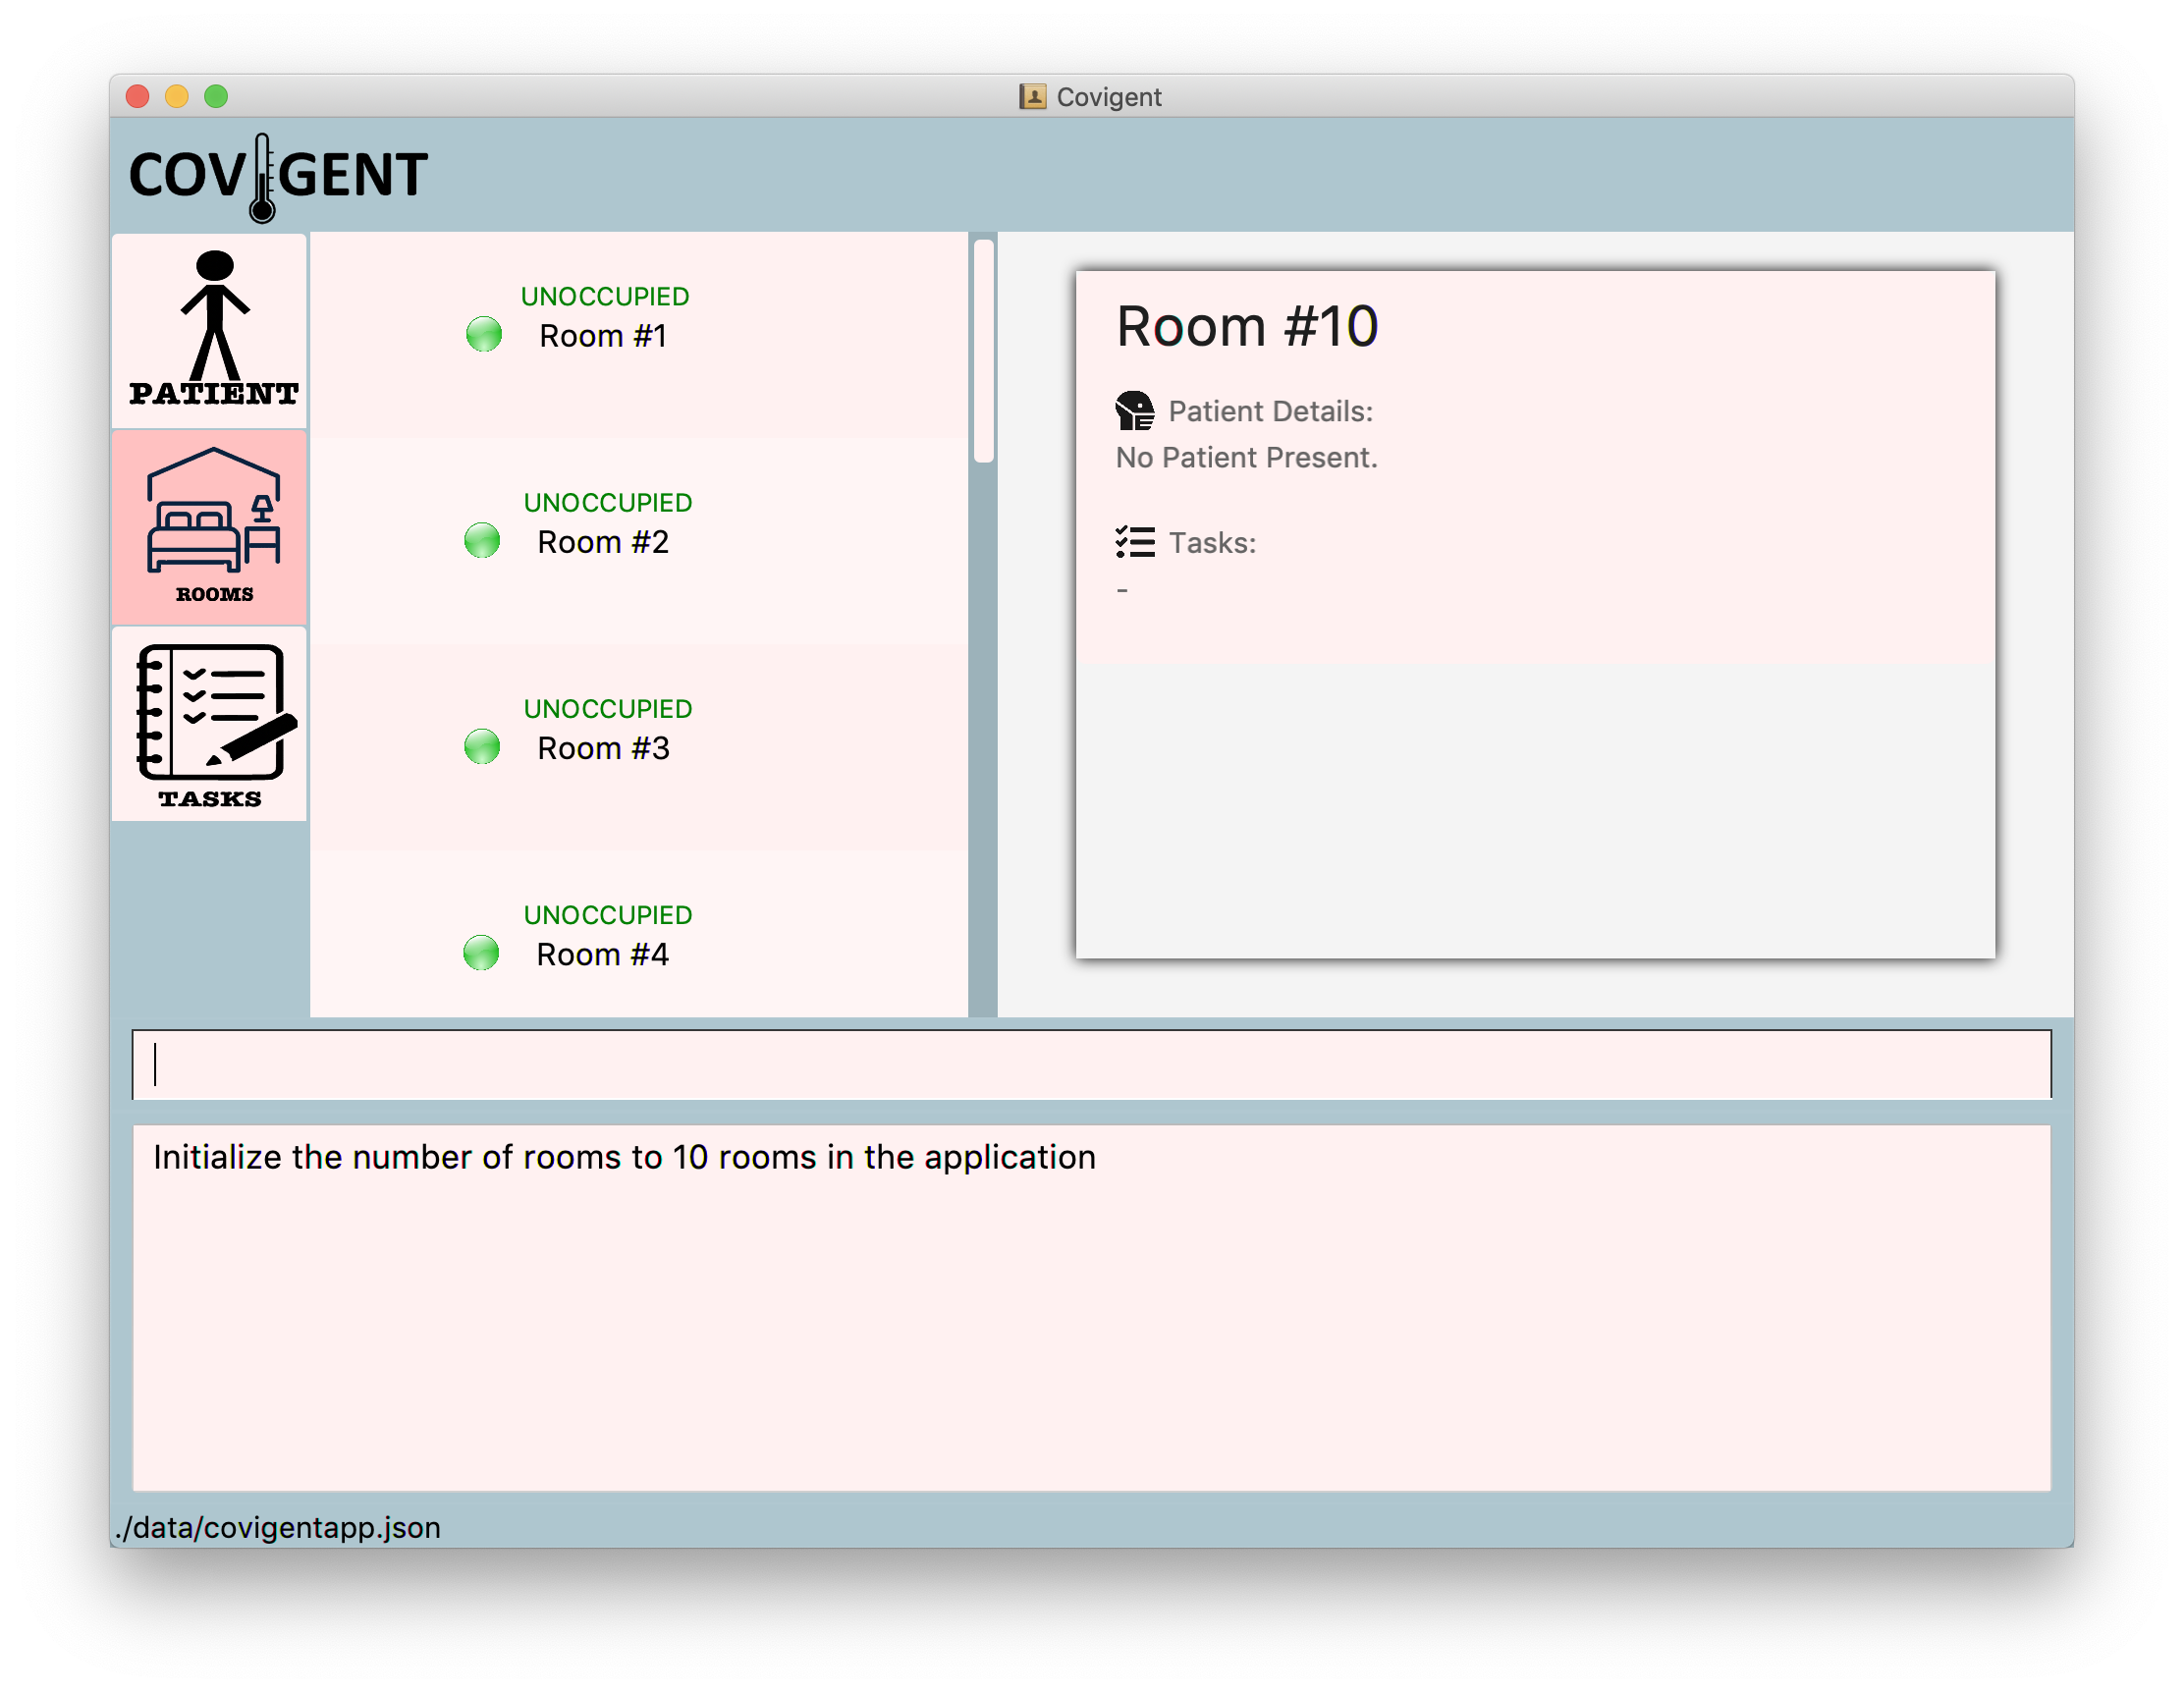 Covigent
COVIGENT
PATIENT
ROOMS
TASKS
UNOCCUPIED
Room #1
UNOCCUPIED
Room #2
UNOCCUPIED
Room #3
UNOCCUPIED
Room #4
Room #10
Patient Details:
No Patient Present.
Tasks:
-
Initialize the number of rooms to 10 rooms in the application
./data/covigentapp.json